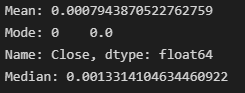 Mean: 0.0007943870522762759
Mode: 0    0.0
Name: Close, dtype: float64
Median: 0.0013314104634460922